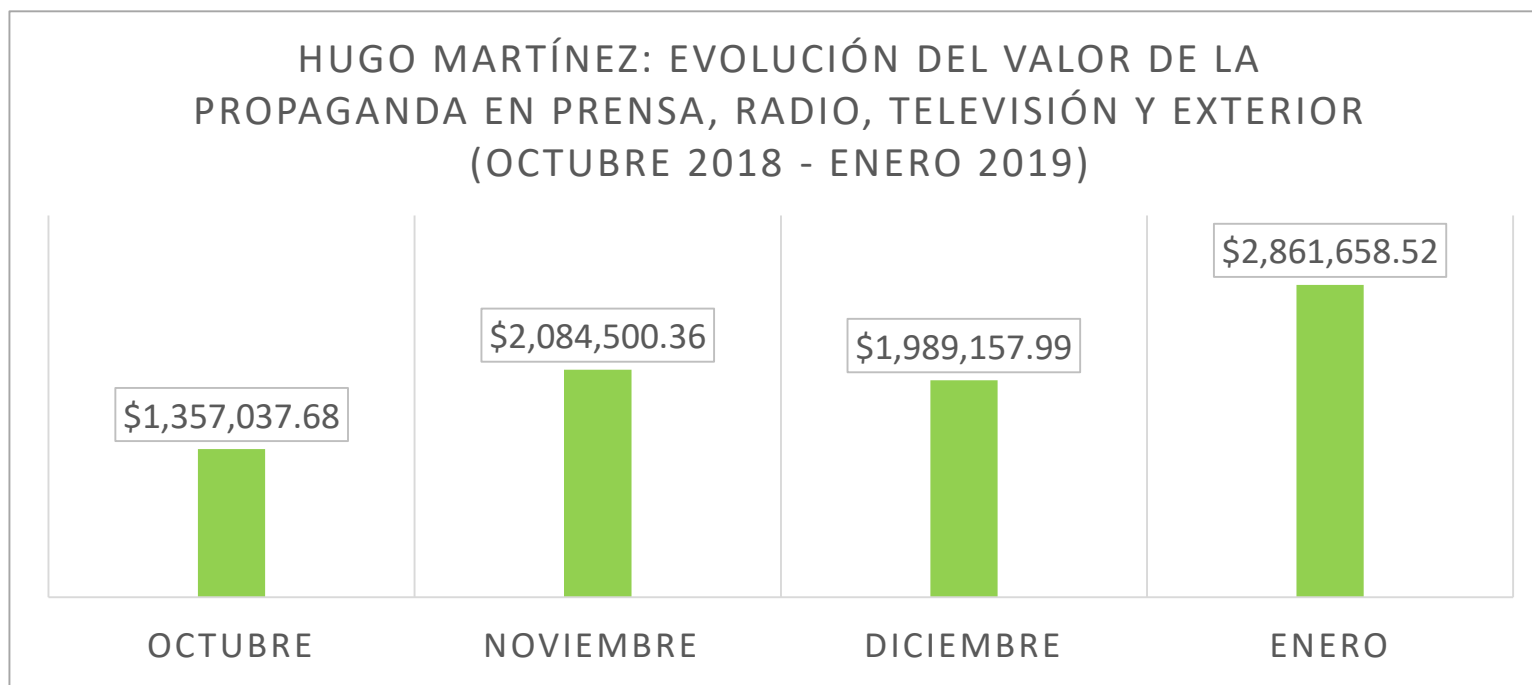 HUGO MARTÍNEZ: EVOLUCIÓN DEL VALOR DE LA
PROPAGANDA EN PRENSA, RADIO, TELEVISIÓN Y EXTERIOR
(OCTUBRE 2018 - ENERO 2019)
$1,357,037.68
$2,084,500.36
$1,989,157.99
$2,861,658.52
OCTUBRE
NOVIEMBRE
DICIEMBRE
ENERO